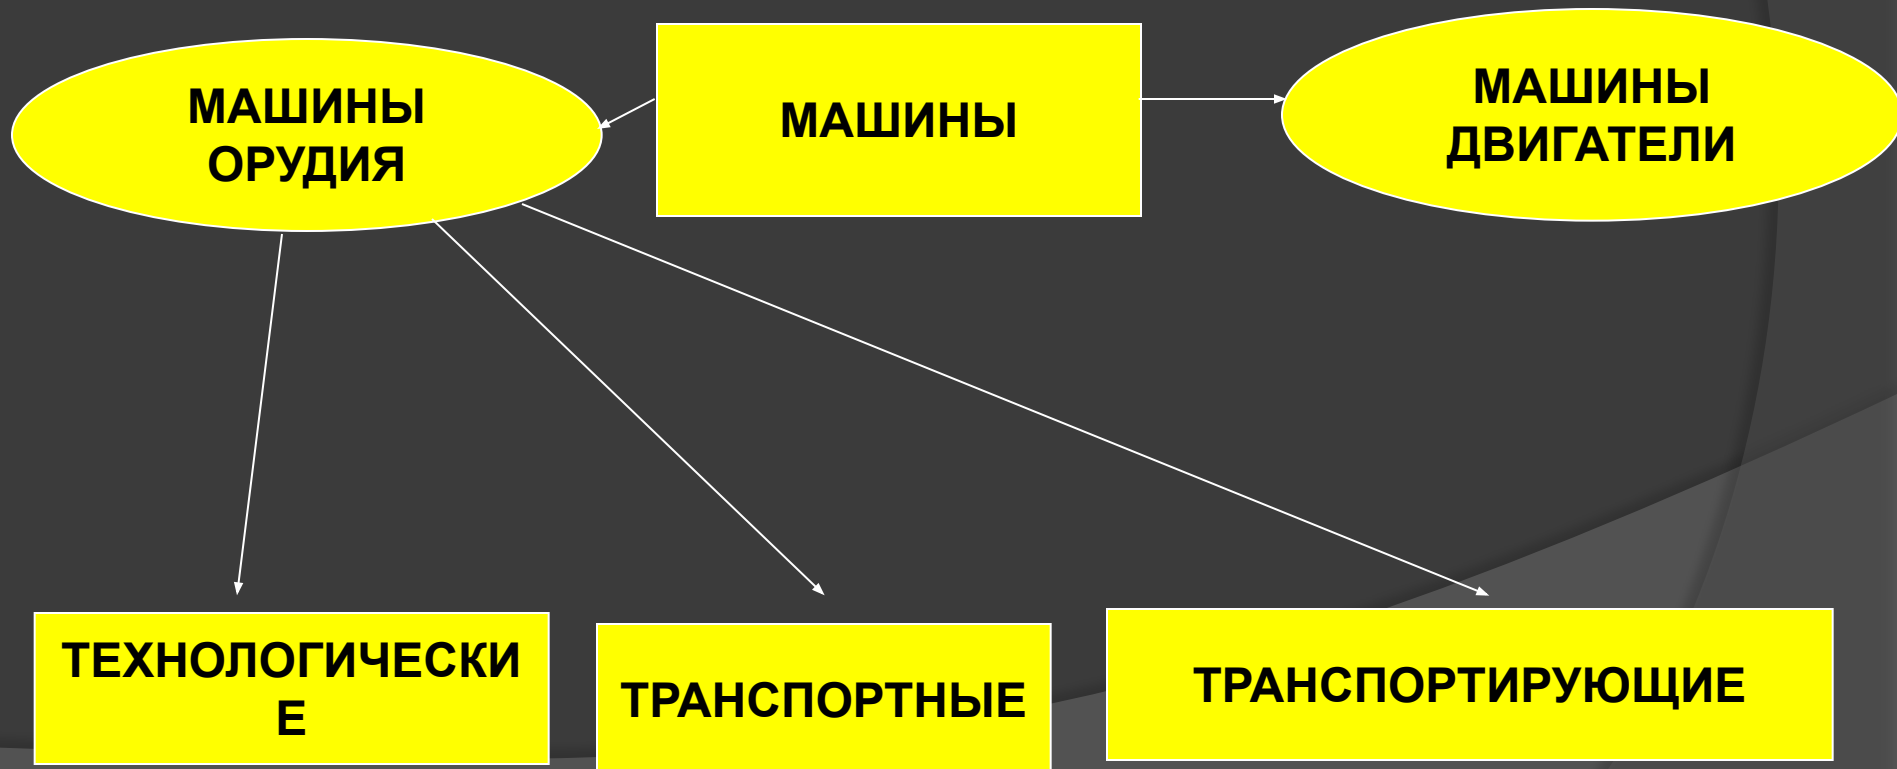 МАШИНЫ
ОРУДИЯ
МАШИНЫ
МАШИНЫ
ДВИГАТЕЛИ
ТЕХНОЛОГИЧЕСКИ
Е
ТРАНСПОРТНЫЕ
ТРАНСПОРТИРУЮЩИЕ